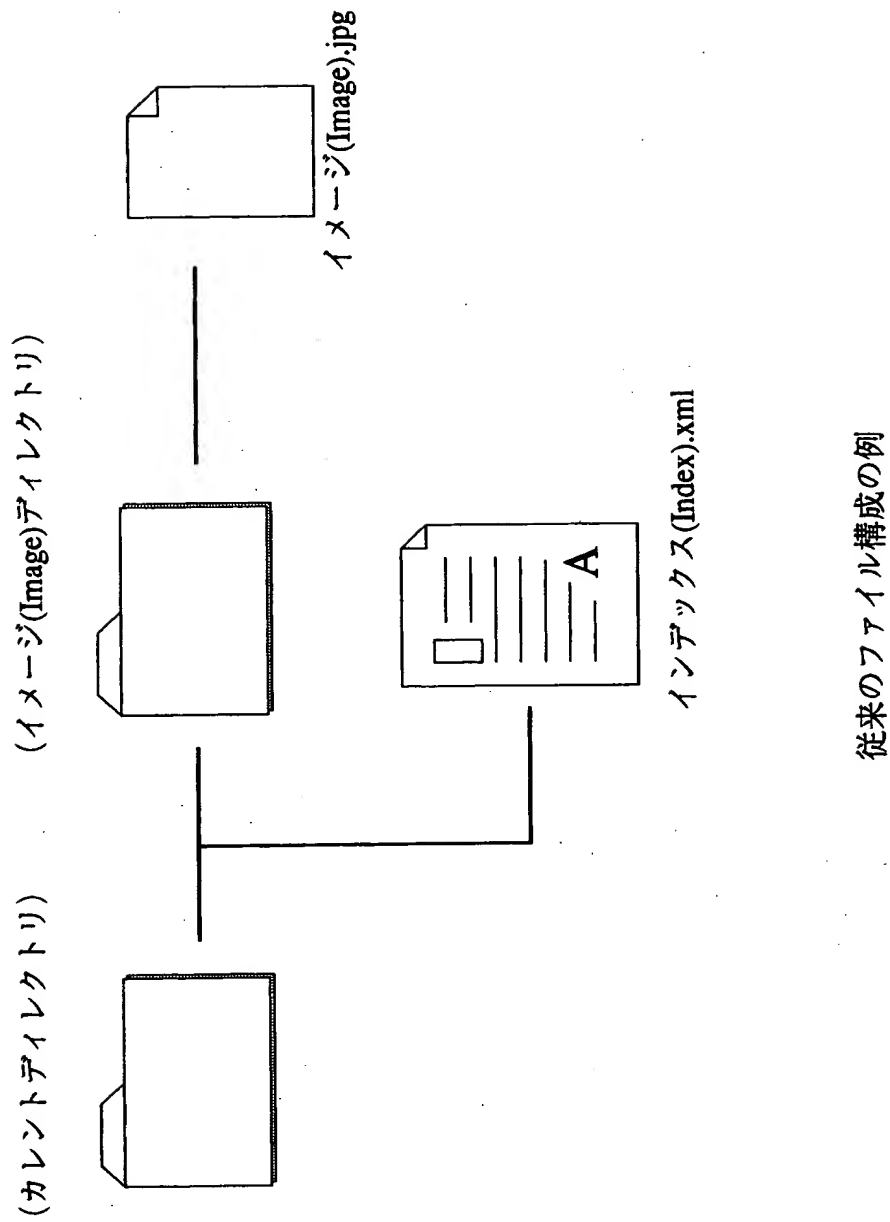 (カレントディレクトリ)
(イメージ(Image)ディレクトリ)
イメージ(Image).jpg
A
インデックス(Index).xml
従来のファイル構成の例